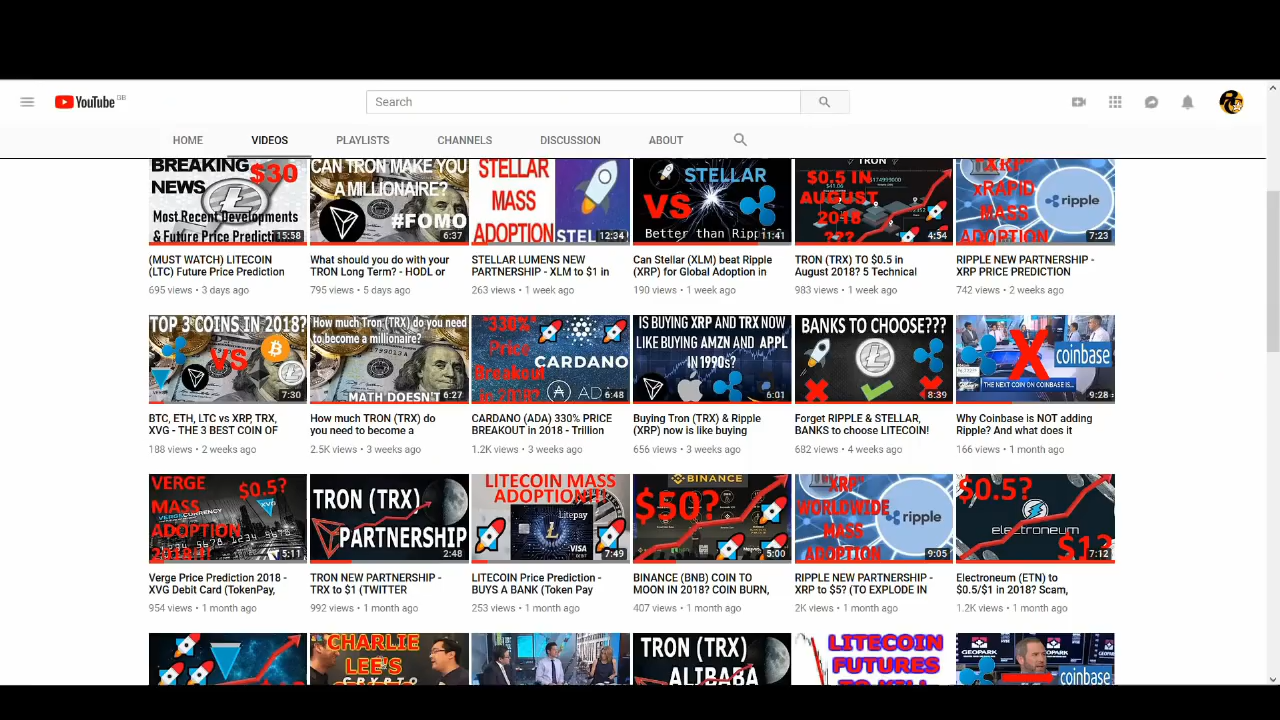 YouTube GB
Search
HOME VIDEOS PLAYLISTS CHANNELS DISCUSSION ABOUT
BREAKING
NEWS
$30
Most Recent Developments
& Future Price Predicti
15:58
CAN TRON MAKE YOU
A MILLIONAIRE?
#FOMO
6:37
STELLAR
MASS
ADOPTION
STEL
12:34
STELLAR
VS
Better than Ripp
11:41
TRON
$0.5 IN
AUGUST
2018
???
4:54
XRP
xRAPID
MASS
ADOPTION
ripple
7:23
(MUST WATCH) LITECOIN
(LTC) Future Price Prediction
695 views • 3 days ago
What should you do with your
TRON Long Term? - HODL or
795 views • 5 days ago
STELLAR LUMENS NEW
PARTNERSHIP - XLM to $1 in
263 views • 1 week ago
Can Stellar (XLM) beat Ripple
(XRP) for Global Adoption in
190 views • 1 week ago
TRON (TRX) TO $0.5 in
August 2018? 5 Technical
983 views • 1 week ago
RIPPLE NEW PARTNERSHIP -
XRP PRICE PREDICTION
742 views • 2 weeks ago
TOP 3 COINS IN 2018?
VS
7:30
How much Tron (TRX) do you need
to become a millionaire?
MATH DOESN'T
6:27
"330%"
Price
Breakout
in 2018?
CARDANO
AD
6:48
IS BUYING XRP AND TRX NOW
LIKE BUYING AMZN AND APPL
IN 1990s?
6:01
BANKS TO CHOOSE???
8:39
X
coinbase
THE NEXT COIN ON COINBASE IS...
9:28
BTC, ETH, LTC vs XRP, TRX,
XVG - THE 3 BEST COIN OF
188 views • 2 weeks ago
How much TRON (TRX) do
you need to become a
2.5K views • 3 weeks ago
CARDANO (ADA) 330% PRICE
BREAKOUT in 2018 - Trillion
1.2K views • 3 weeks ago
Buying Tron (TRX) & Ripple
(XRP) now is like buying
656 views • 3 weeks ago
Forget RIPPLE & STELLAR,
BANKS to choose LITECOIN!
682 views • 4 weeks ago
Why Coinbase is NOT adding
Ripple? And what does it
166 views • 1 month ago
VERGE
MASS
ADOPTION
2018!!!
$0.5?
XVG
5:11
TRON (TRX)
PARTNERSHIP
2:48
LITECOIN MASS
ADOPTION!!!
Litepay
VISA
7:49
BINANCE
$50?
5:00
XRP
WORLDWIDE
MASS
ADOPTION
ripple
9:05
$0.5?
electroneum
$1?
7:12
Verge Price Prediction 2018 -
XVG Debit Card (TokenPay,
954 views • 1 month ago
TRON NEW PARTNERSHIP -
TRX to $1 (TWITTER
992 views • 1 month ago
LITECOIN Price Prediction -
BUYS A BANK (Token Pay
253 views • 1 month ago
BINANCE (BNB) COIN TO
MOON IN 2018? COIN BURN,
407 views • 1 month ago
RIPPLE NEW PARTNERSHIP -
XRP to $5? (TO EXPLODE IN
2K views • 1 month ago
Electroneum (ETN) to
$0.5/$1 in 2018? Scam,
1.2K views • 1 month ago
CHARLIE
LEE'S
CRYPTO
TRON (TRX)
ALIBABA
LITECOIN
FUTURES
TO KILL
GEOPARK
coinbase